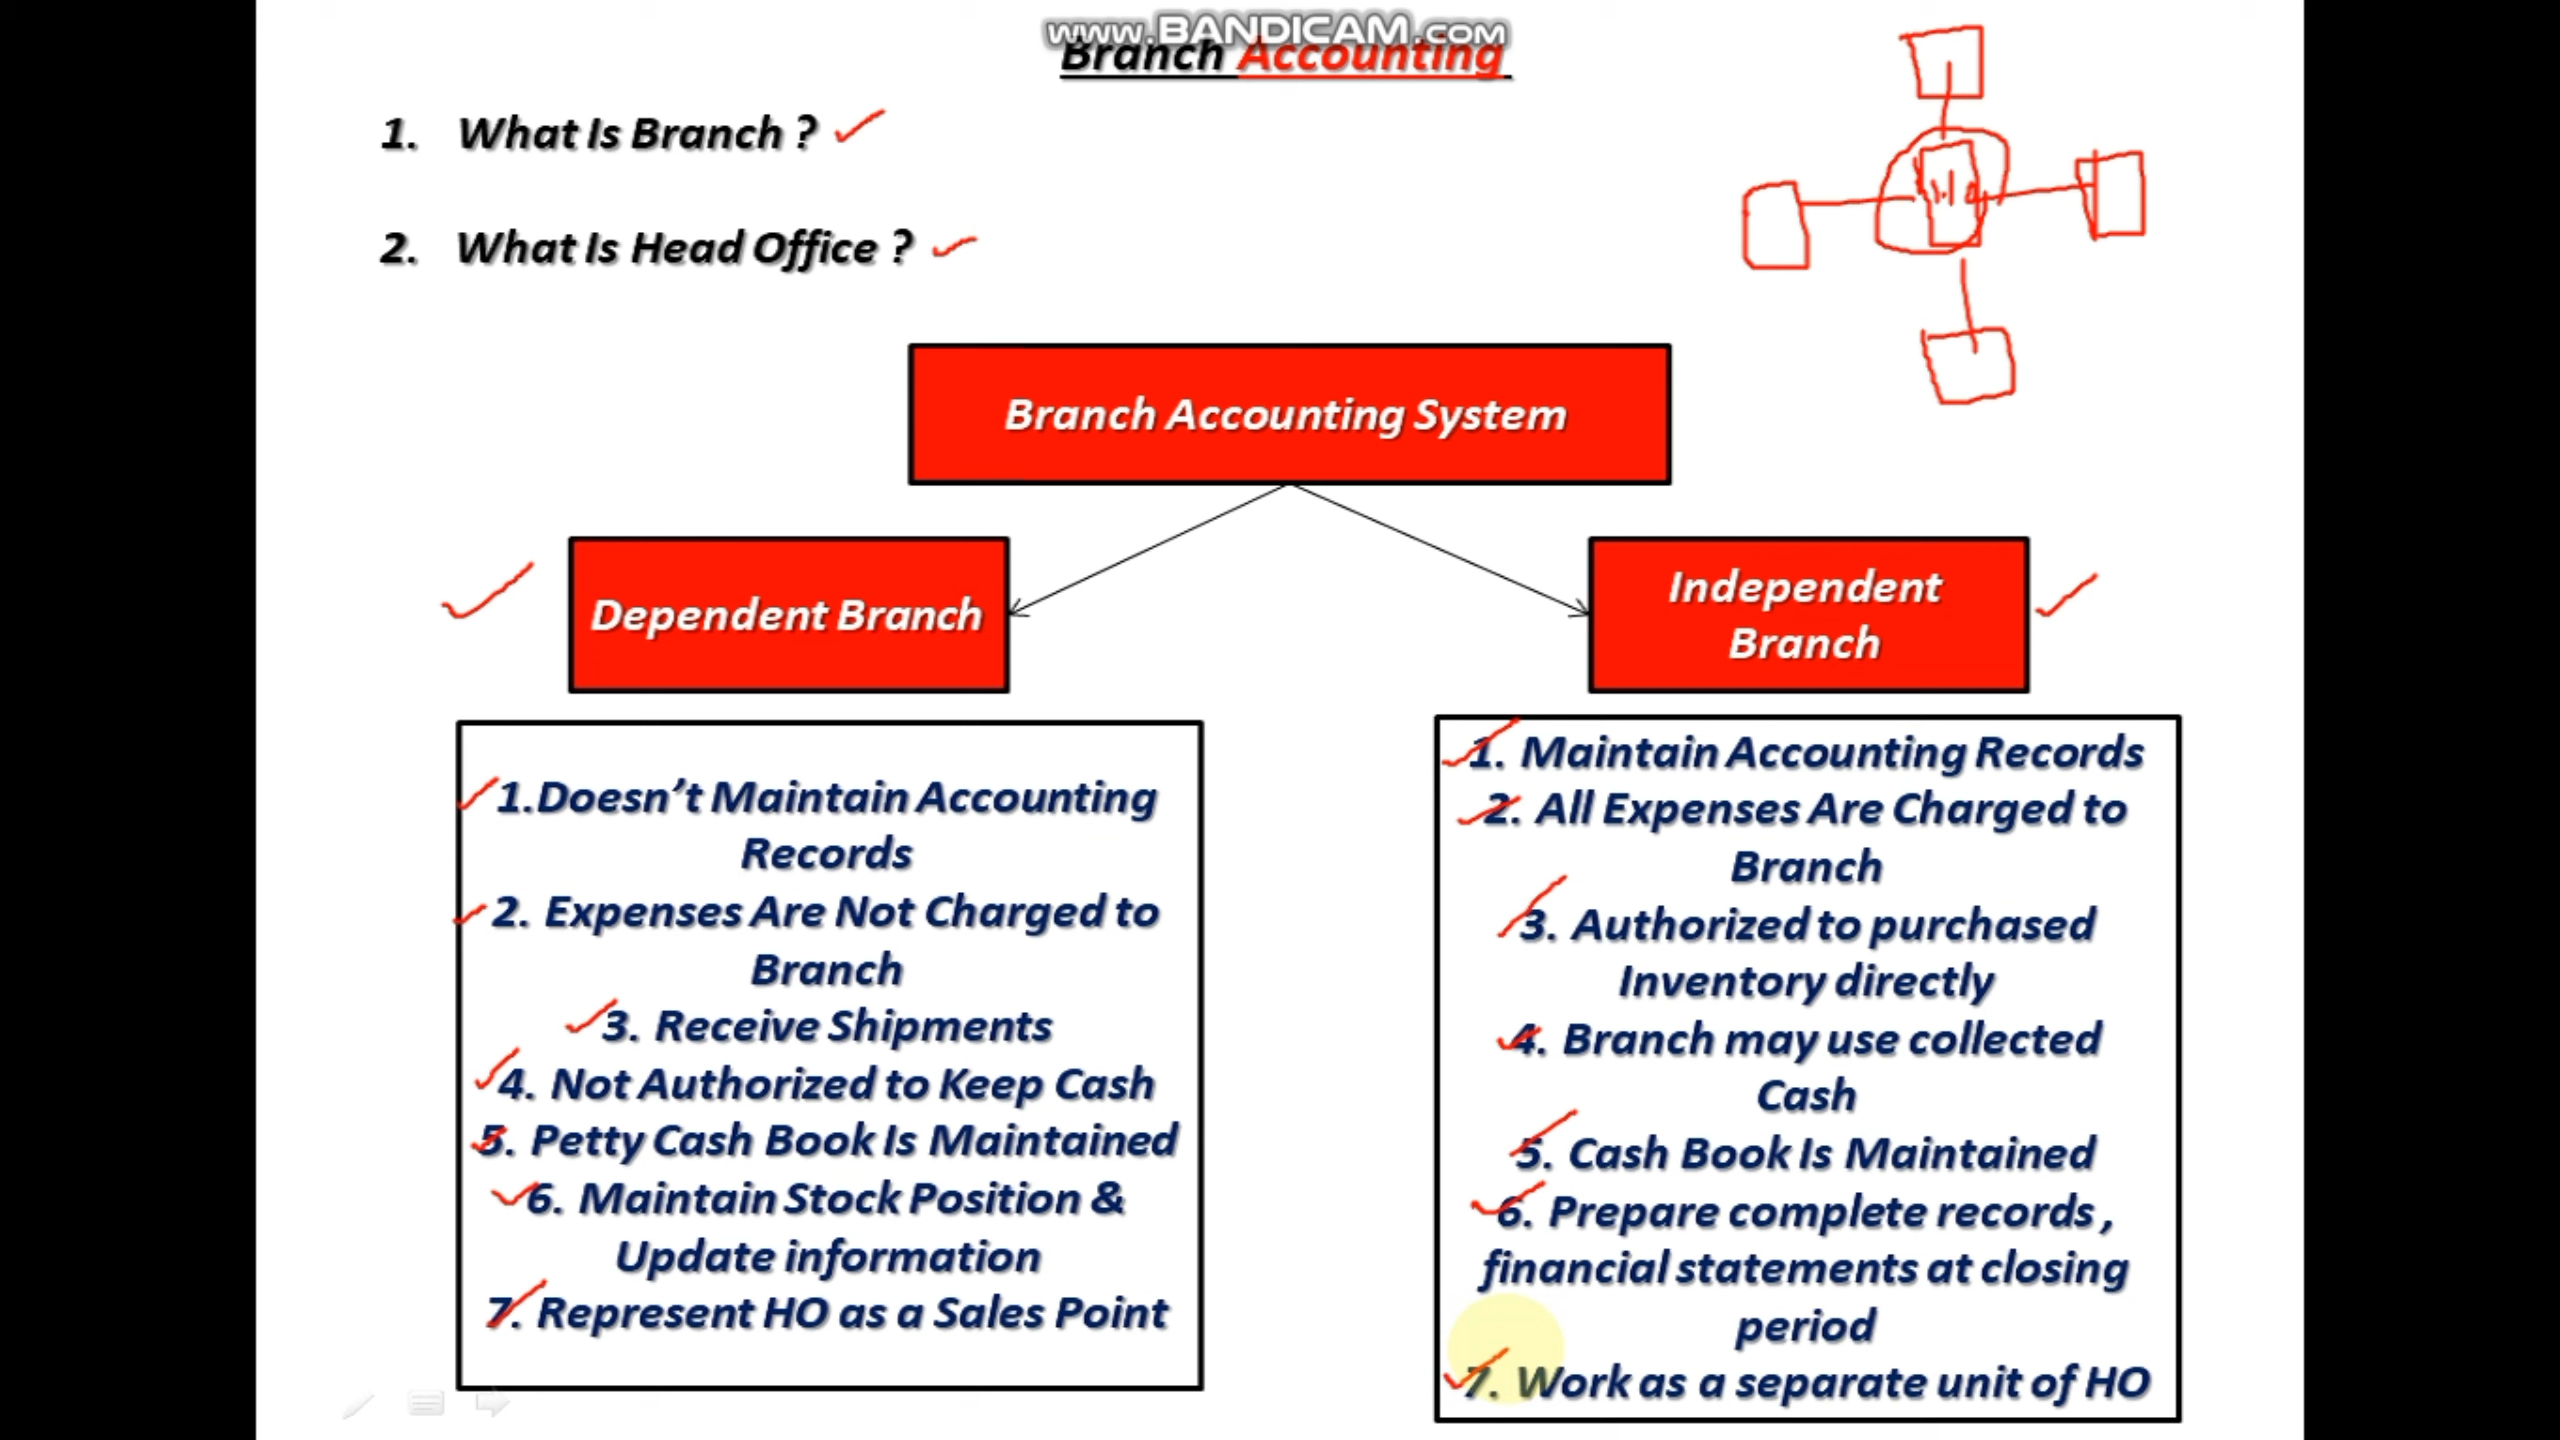 www.BANDICAM.com
Branch Accounting
1. What Is Branch ?
2. What Is Head Office ?
Branch Accounting System
Dependent Branch
Independent
Branch
1.Doesn’t Maintain Accounting
Records
2. Expenses Are Not Charged to
Branch
3. Receive Shipments
4. Not Authorized to Keep Cash
5. Petty Cash Book Is Maintained
6. Maintain Stock Position &
Update information
7. Represent HO as a Sales Point
1. Maintain Accounting Records
2. All Expenses Are Charged to
Branch
3. Authorized to purchased
Inventory directly
4. Branch may use collected
Cash
5. Cash Book Is Maintained
6. Prepare complete records ,
financial statements at closing
period
7. Work as a separate unit of HO